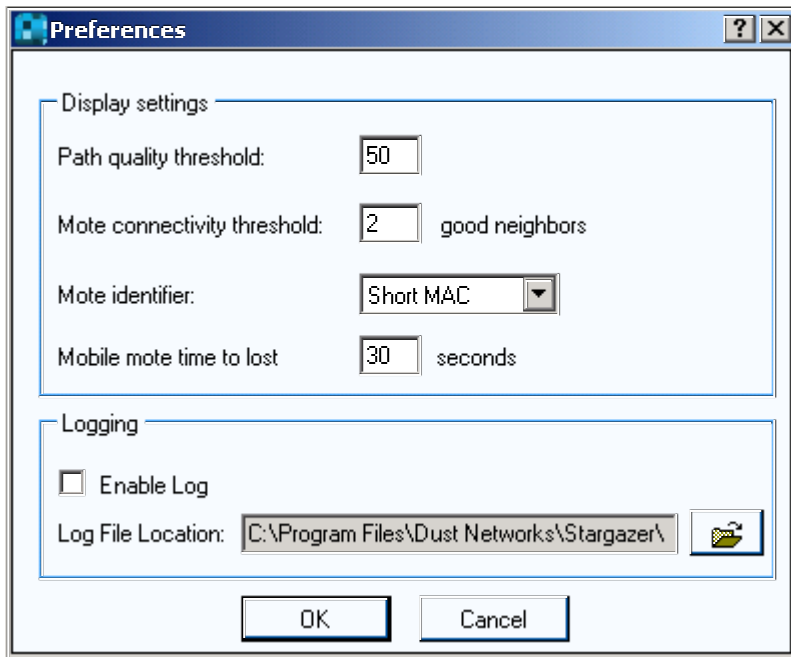 Preferences
Display settings
Path quality threshold: 50
Mote connectivity threshold: 2 good neighbors
Mote identifier: Short MAC
Mobile mote time to lost 30 seconds
Logging
Enable Log
Log File Location: C:\Program Files\Dust Networks\Stargazer\
OK Cancel